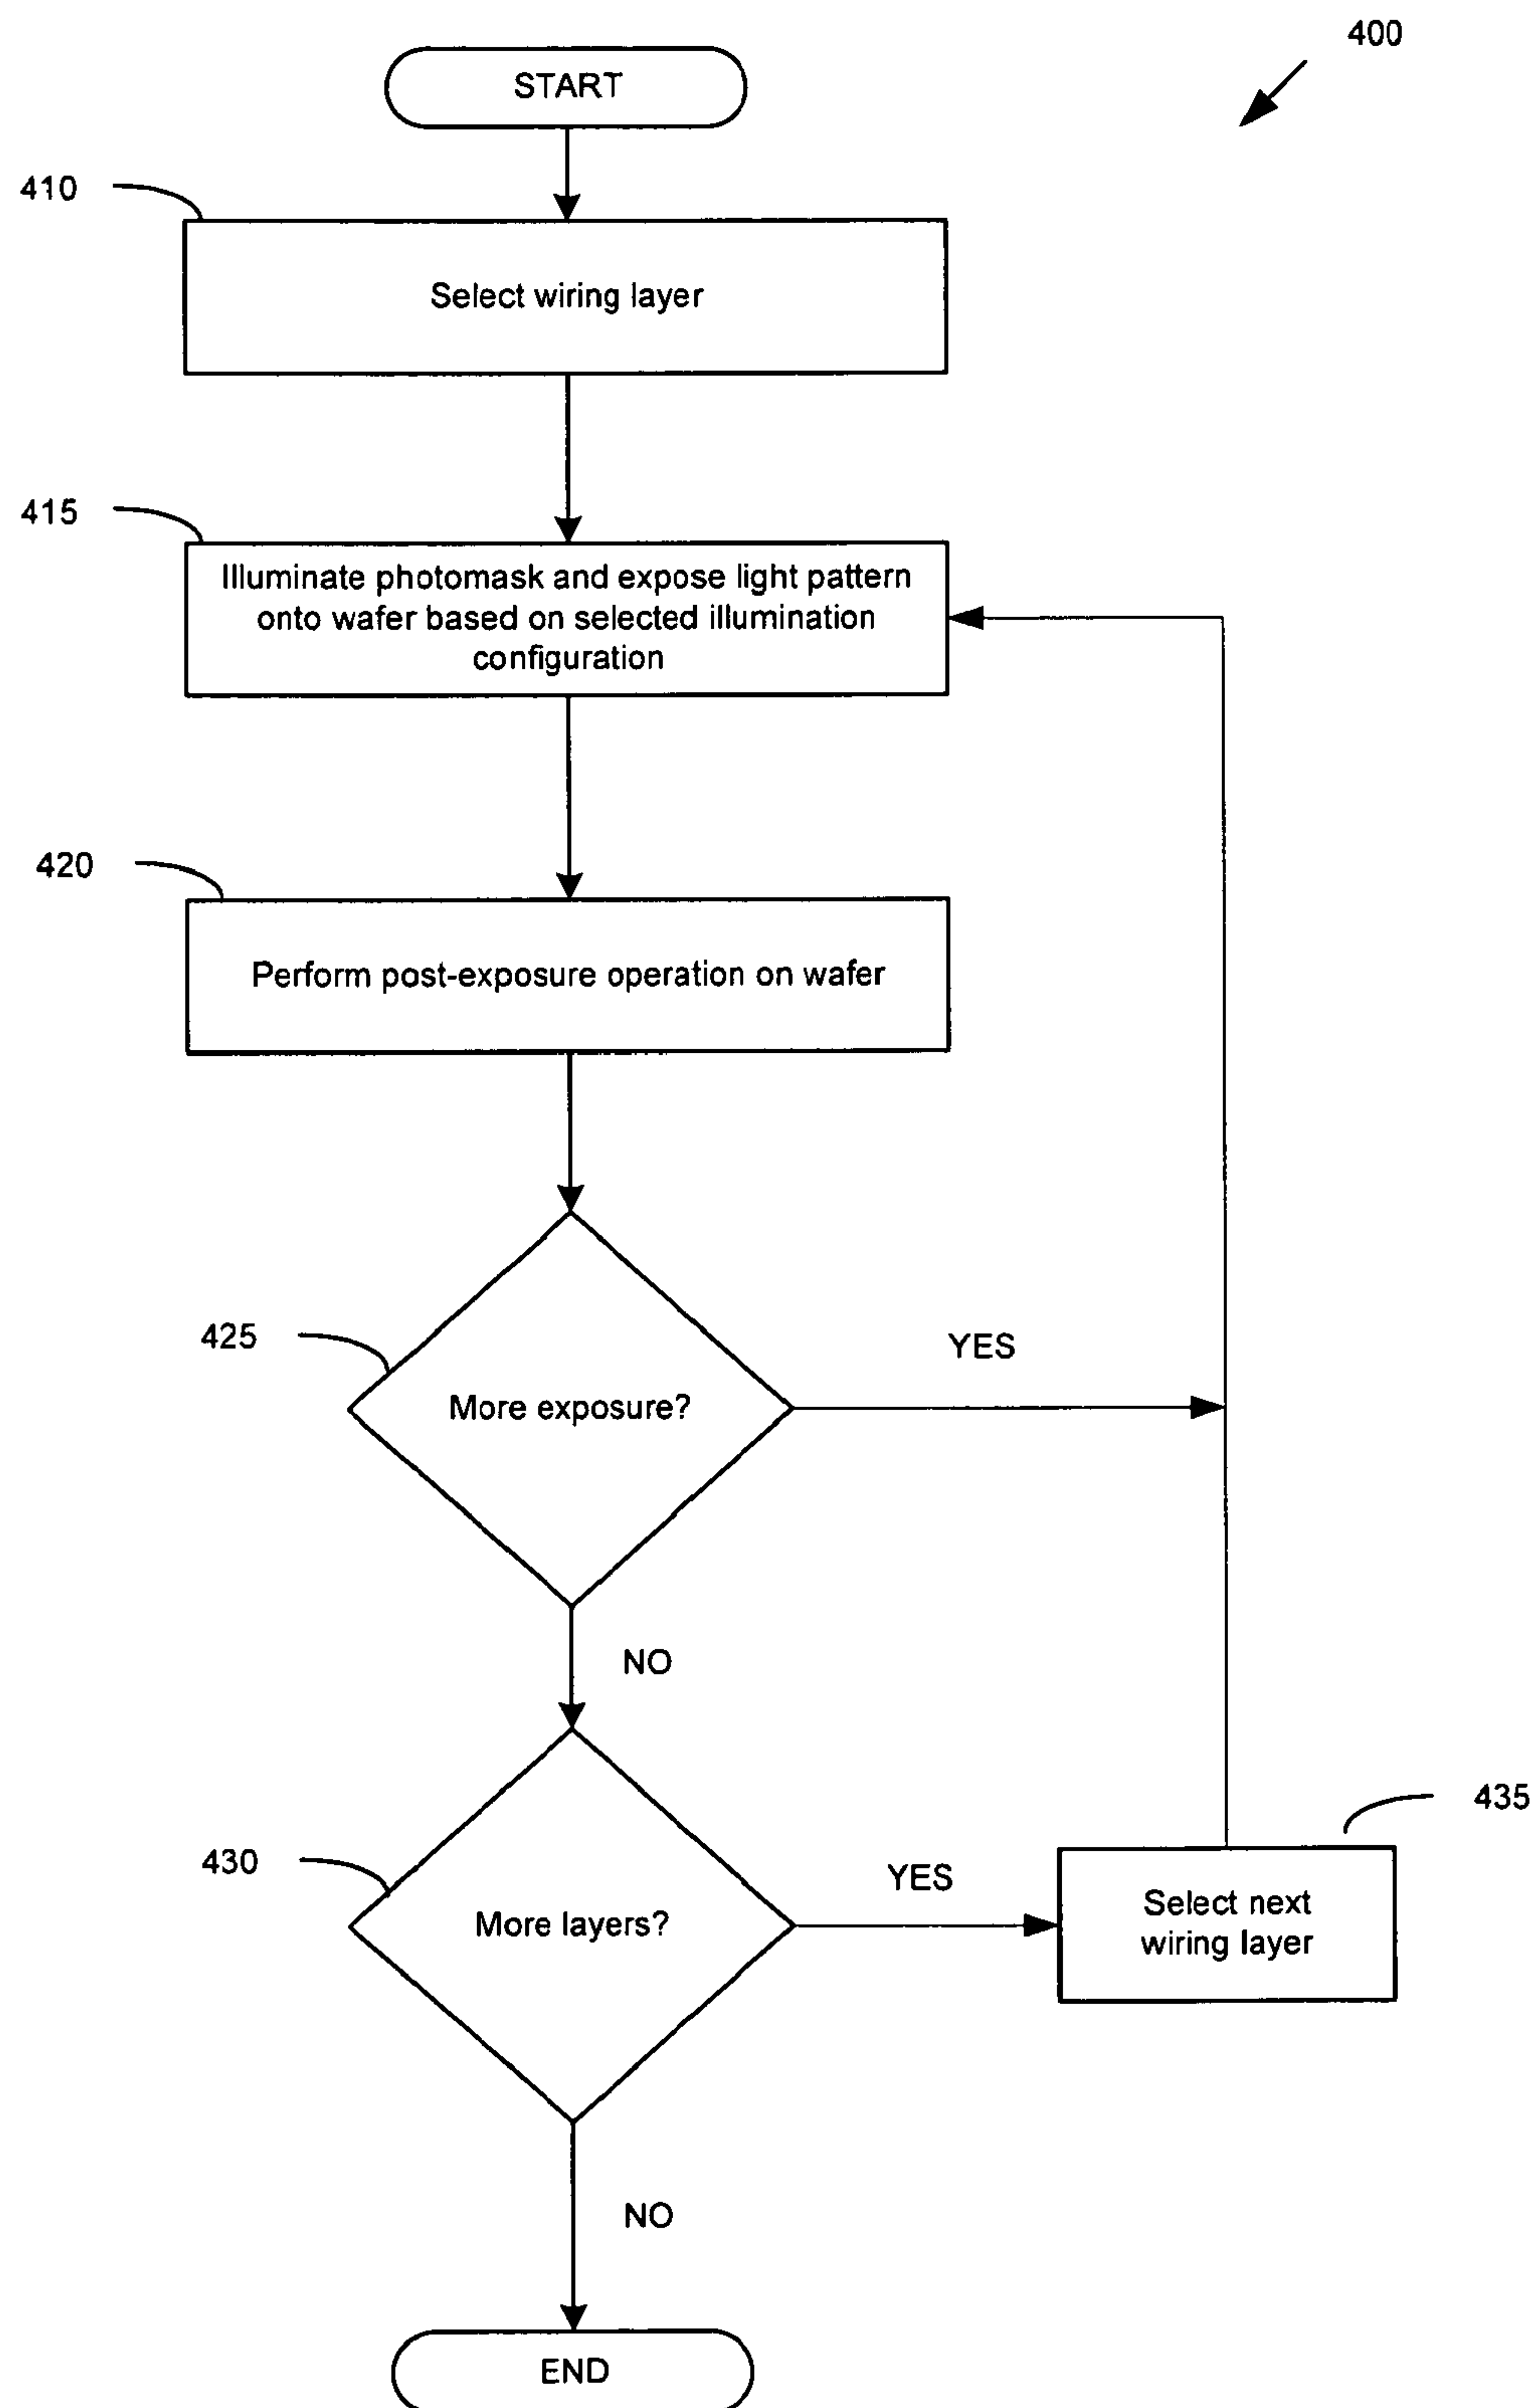 400
START
410
Select wiring layer
415
Illuminate photomask and expose light pattern
onto wafer based on selected illumination
configuration
420
Perform post-exposure operation on wafer
425
More exposure?
YES
NO
430
More layers?
YES
435
Select next
wiring layer
NO
END